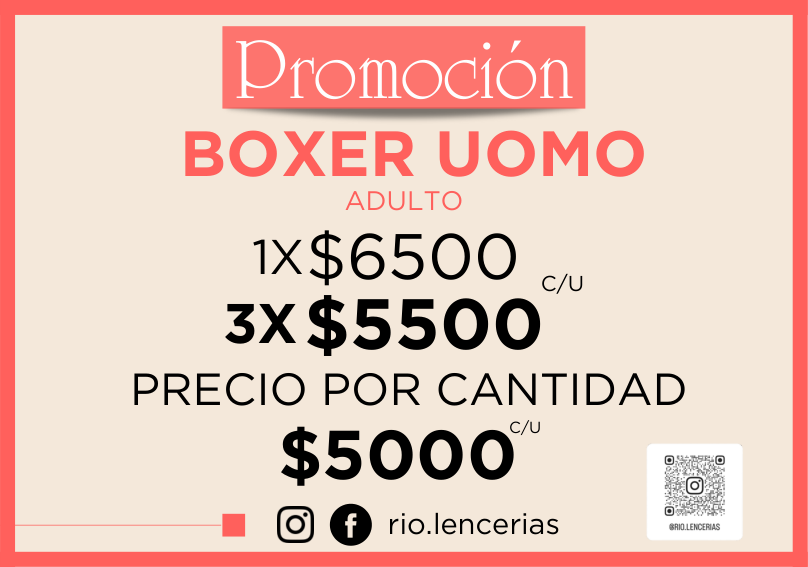 Promoción
BOXER UOMO
ADULTO
1X $6500
3X $5500 C/U
PRECIO POR CANTIDAD
$5000 C/U
rio.lencerias
@RIO.LENCERIAS